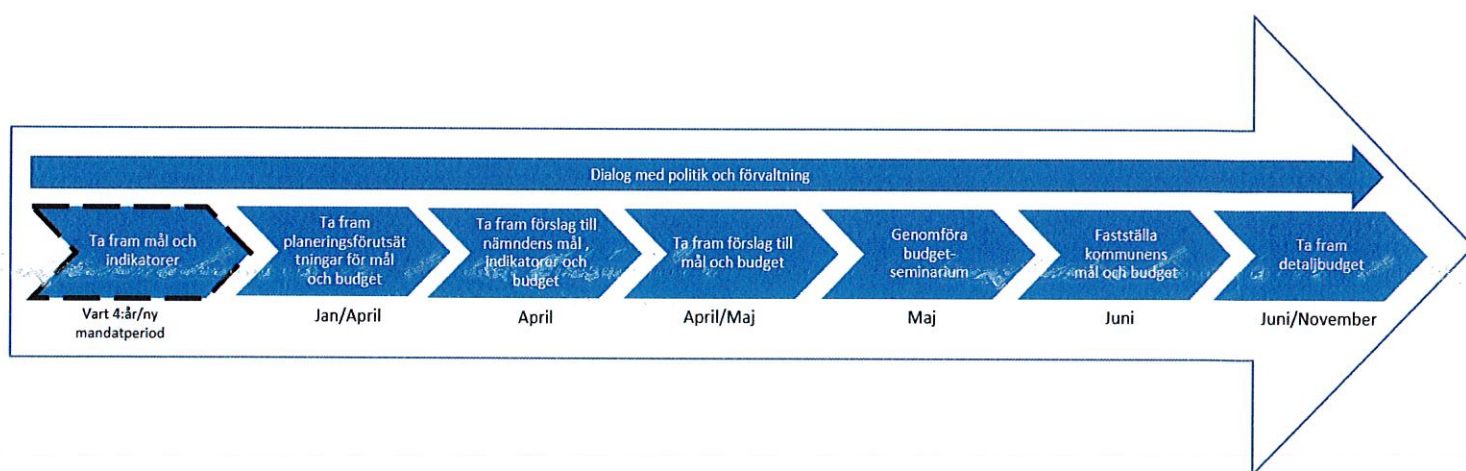 Dialog med politik och förvaltning
Ta fram mål och
indikatorer
Ta fram
planeringsförutsät
tningar för mål
och budget
Ta fram förslag till
nämndens mål ,
indikatorer och
budget
Ta fram förslag till
mål och budget
Genomföra
budget-
seminarium
Fastställa
kommunens
mål och budget
Ta fram
detaljbudget
Vart 4:år/ny
mandatperiod
Jan/April
April
April/Maj
Maj
Juni
Juni/November